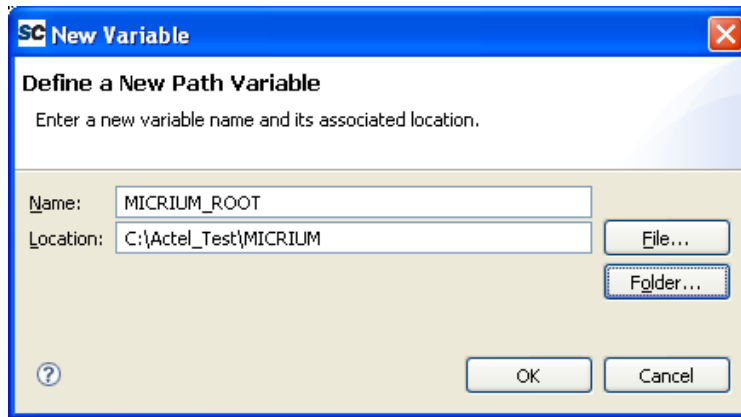 SC New Variable
Define a New Path Variable
Enter a new variable name and its associated location.
Name: MICRIUM_ROOT
Location: C:\Actel_Test\MICRIUM File...
Folder...
? OK Cancel